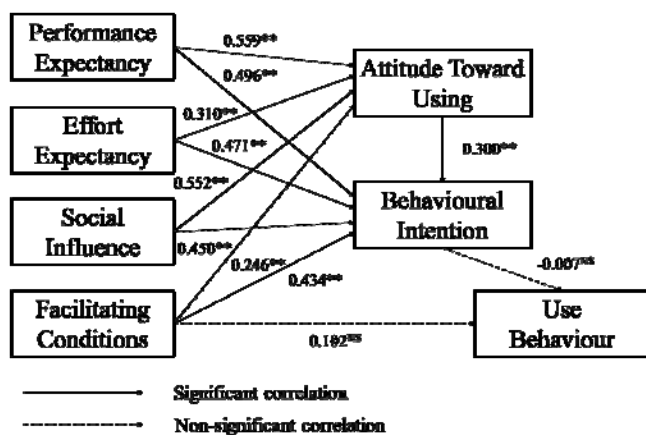 Performance
Expectancy
0.559**
Attitude Toward
Using
0.496**
Effort
Expectancy
0.310**
0.471**
0.300**
0.552**
Social
Influence
Behavioural
Intention
0.450**
0.246**
0.434**
-0.007ns
Facilitating
Conditions
0.102ns
Use
Behaviour
Significant correlation
Non-significant correlation